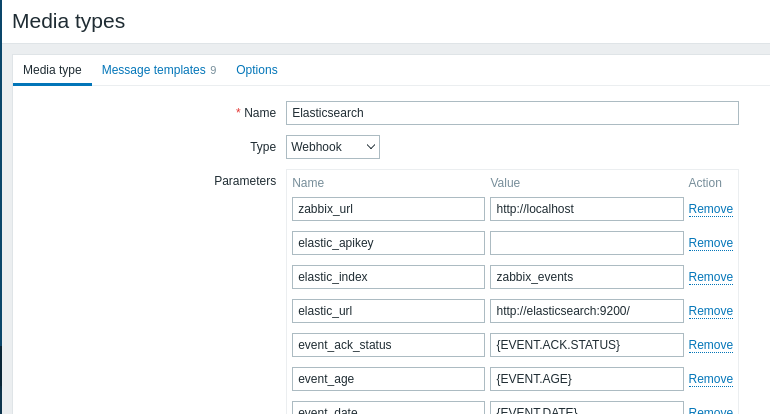 Media types
Media type Message templates 9 Options
* Name Elasticsearch
Type Webhook
Parameters Name Value Action
zabbix_url http://localhost Remove
elastic_apikey Remove
elastic_index zabbix_events Remove
elastic_url http://elasticsearch:9200/ Remove
event_ack_status {EVENT.ACK.STATUS} Remove
event_age {EVENT.AGE} Remove
event_date {EVENT.DATE} Remove